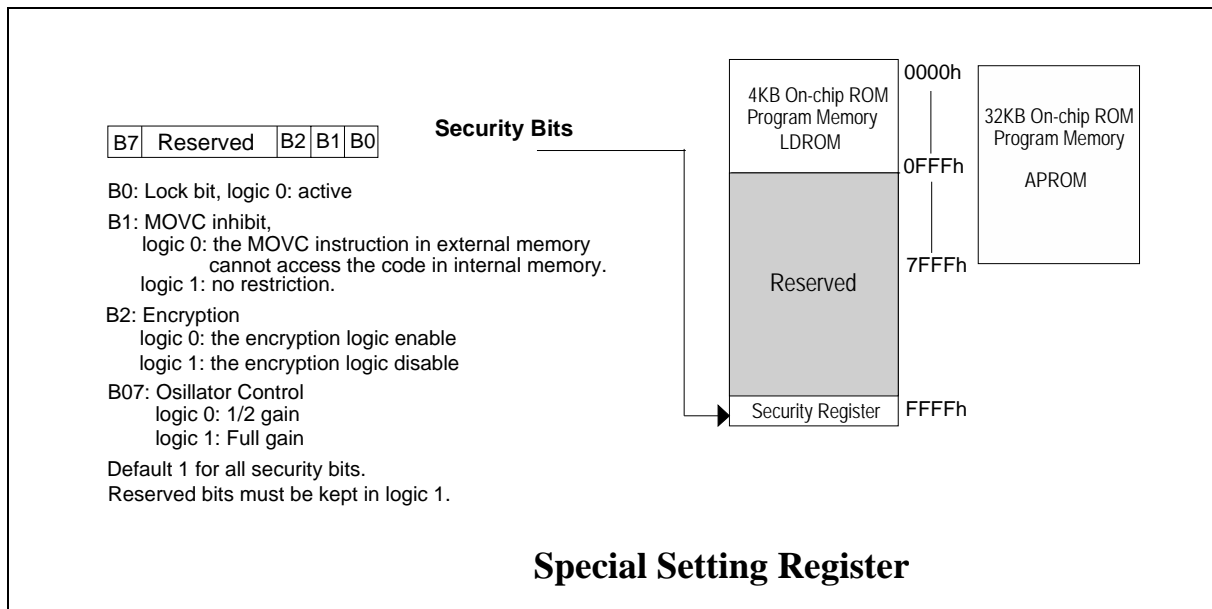 B7 Reserved B2 B1 B0
Security Bits
B0: Lock bit, logic 0: active
B1: MOVC inhibit,
logic 0: the MOVC instruction in external memory
cannot access the code in internal memory.
logic 1: no restriction.
B2: Encryption
logic 0: the encryption logic enable
logic 1: the encryption logic disable
B07: Osillator Control
logic 0: 1/2 gain
logic 1: Full gain
Default 1 for all security bits.
Reserved bits must be kept in logic 1.
4KB On-chip ROM
Program Memory
LDROM
Reserved
Security Register
0000h
0FFFh
7FFFh
FFFFh
32KB On-chip ROM
Program Memory
APROM
Special Setting Register